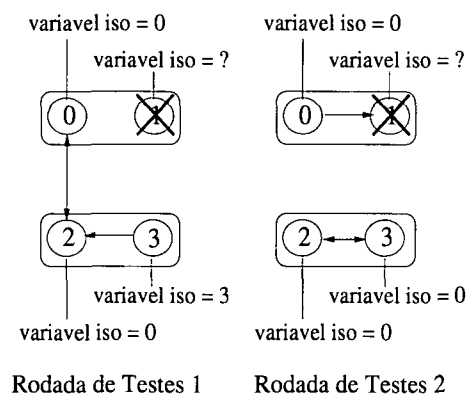 variavel iso = 0 variavel iso = 0
variavel iso = ? variavel iso = ?
0 1 0 1
2 3 2 3
variavel iso = 3 variavel iso = 0
variavel iso = 0 variavel iso = 0
Rodada de Testes 1 Rodada de Testes 2